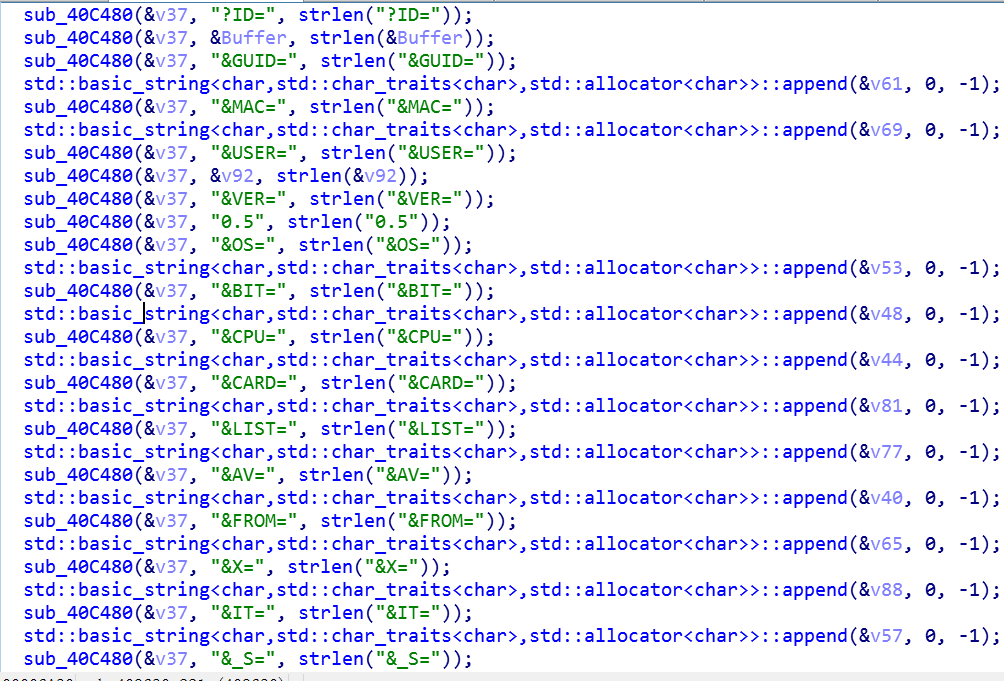 sub_40C480(&v37, "?ID=", strlen("?ID="));
sub_40C480(&v37, &Buffer, strlen(&Buffer));
sub_40C480(&v37, "&GUID=", strlen("&GUID="));
std::basic_string<char,std::char_traits<char>,std::allocator<char>>::append(&v61, 0, -1);
sub_40C480(&v37, "&MAC=", strlen("&MAC="));
std::basic_string<char,std::char_traits<char>,std::allocator<char>>::append(&v69, 0, -1);
sub_40C480(&v37, "&USER=", strlen("&USER="));
sub_40C480(&v37, &v92, strlen(&v92));
sub_40C480(&v37, "&VER=", strlen("&VER="));
sub_40C480(&v37, "0.5", strlen("0.5"));
sub_40C480(&v37, "&OS=", strlen("&OS="));
std::basic_string<char,std::char_traits<char>,std::allocator<char>>::append(&v53, 0, -1);
sub_40C480(&v37, "&BIT=", strlen("&BIT="));
std::basic_string<char,std::char_traits<char>,std::allocator<char>>::append(&v48, 0, -1);
sub_40C480(&v37, "&CPU=", strlen("&CPU="));
std::basic_string<char,std::char_traits<char>,std::allocator<char>>::append(&v44, 0, -1);
sub_40C480(&v37, "&CARD=", strlen("&CARD="));
std::basic_string<char,std::char_traits<char>,std::allocator<char>>::append(&v81, 0, -1);
sub_40C480(&v37, "&LIST=", strlen("&LIST="));
std::basic_string<char,std::char_traits<char>,std::allocator<char>>::append(&v77, 0, -1);
sub_40C480(&v37, "&AV=", strlen("&AV="));
std::basic_string<char,std::char_traits<char>,std::allocator<char>>::append(&v40, 0, -1);
sub_40C480(&v37, "&FROM=", strlen("&FROM="));
std::basic_string<char,std::char_traits<char>,std::allocator<char>>::append(&v65, 0, -1);
sub_40C480(&v37, "&X=", strlen("&X="));
std::basic_string<char,std::char_traits<char>,std::allocator<char>>::append(&v88, 0, -1);
sub_40C480(&v37, "&IT=", strlen("&IT="));
std::basic_string<char,std::char_traits<char>,std::allocator<char>>::append(&v57, 0, -1);
sub_40C480(&v37, "&_S=", strlen("&_S="));